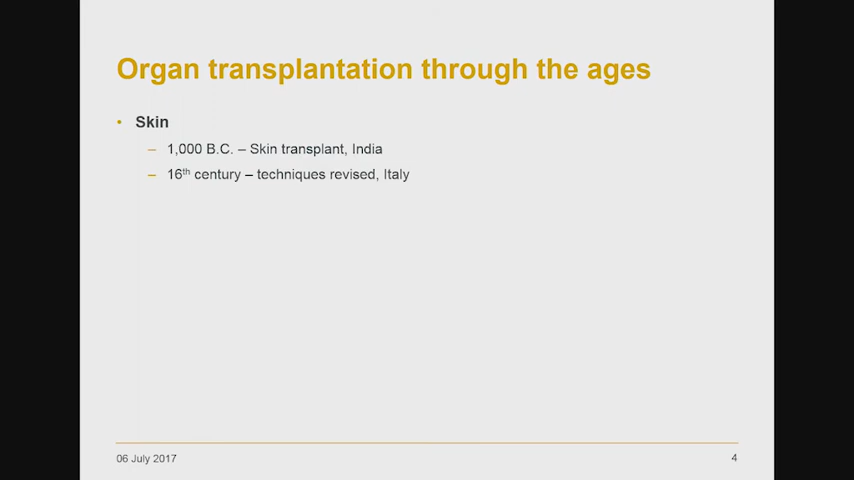 Organ transplantation through the ages
• Skin
– 1,000 B.C. – Skin transplant, India
– 16th century – techniques revised, Italy
06 July 2017
4